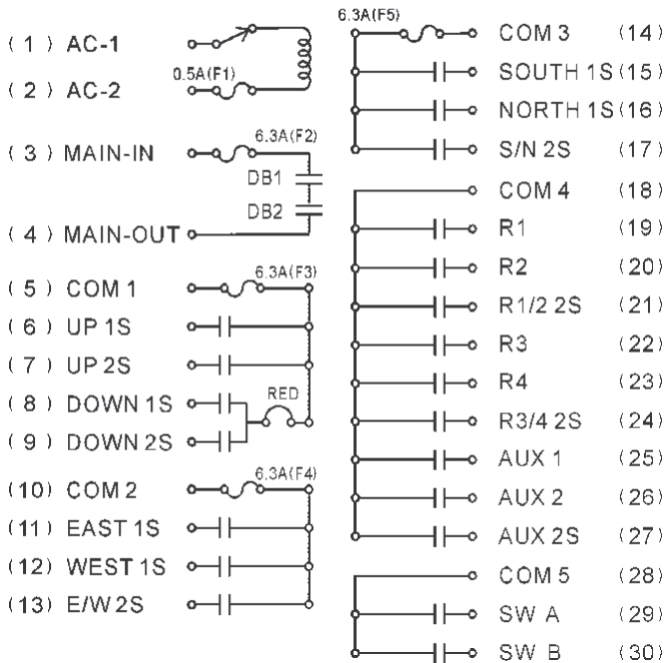 ( 1 ) AC-1
0.5A(F1)
( 2 ) AC-2
6.3A(F2)
( 3 ) MAIN-IN
DB1
DB2
( 4 ) MAIN-OUT
6.3A(F3)
( 5 ) COM 1
( 6 ) UP 1S
( 7 ) UP 2S
RED
( 8 ) DOWN 1S
( 9 ) DOWN 2S
6.3A(F4)
(10) COM 2
(11) EAST 1S
(12) WEST 1S
(13) E/W 2S
6.3A(F5)
COM 3 (14)
SOUTH 1S (15)
NORTH 1S (16)
S/N 2S (17)
COM 4 (18)
R1 (19)
R2 (20)
R1/2 2S (21)
R3 (22)
R4 (23)
R3/4 2S (24)
AUX 1 (25)
AUX 2 (26)
AUX 2S (27)
COM 5 (28)
SW A (29)
SW B (30)